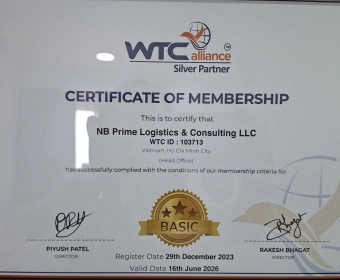 WTC alliance TM
Silver Partner
CERTIFICATE OF MEMBERSHIP
This is to certify that
NB Prime Logistics & Consulting LLC
WTC ID : 103713
Vietnam, Ho Chi Minh City
(Head Office)
has successfully complied with the conditions of our membership criteria for
BASIC
PIYUSH PATEL
DIRECTOR
RAKESH BHAGAT
DIRECTOR
Register Date 29th December 2023
Valid Date 16th June 2026